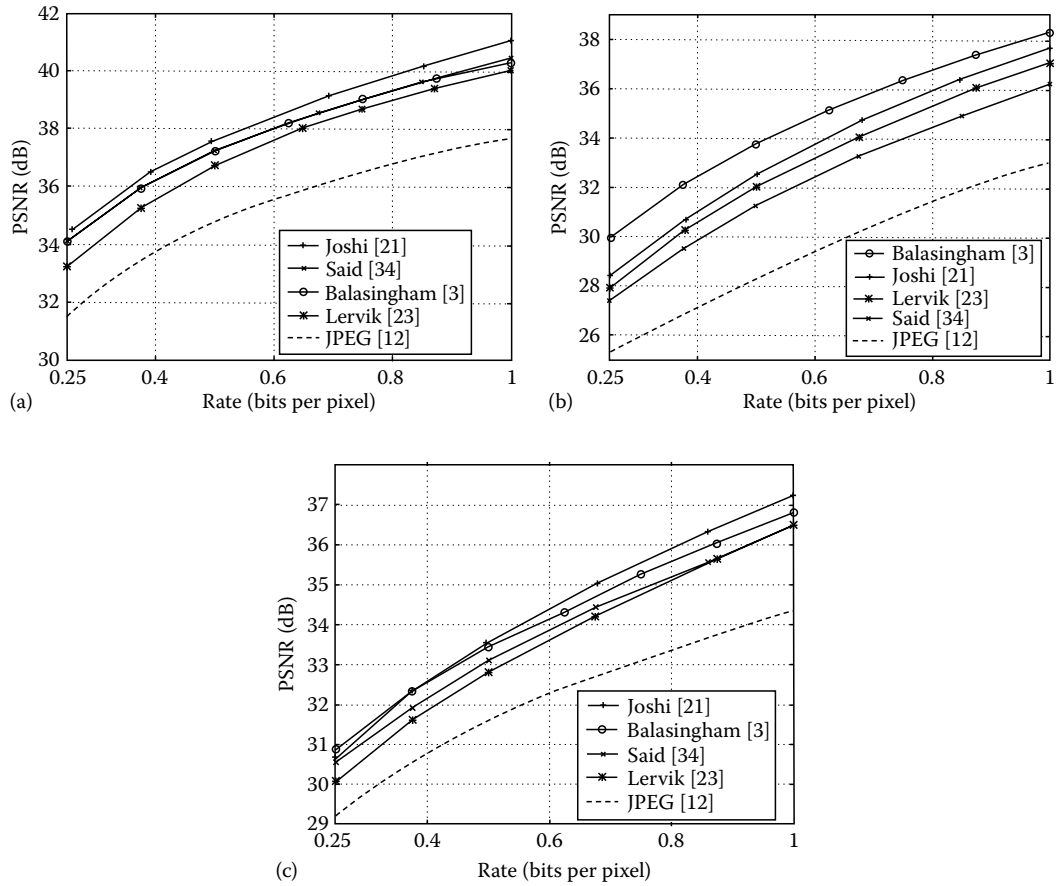 42
40
38
36
34
32
30
PSNR (dB)
0.25
0.4
0.6
0.8
1
Rate (bits per pixel)
(a)
Joshi [21]
Said [34]
Balasingham [3]
Lervik [23]
JPEG [12]
38
36
34
32
30
28
26
PSNR (dB)
0.25
0.4
0.6
0.8
1
Rate (bits per pixel)
(b)
Balasingham [3]
Joshi [21]
Lervik [23]
Said [34]
JPEG [12]
37
36
35
34
33
32
31
30
29
PSNR (dB)
0.25
0.4
0.6
0.8
1
Rate (bits per pixel)
(c)
Joshi [21]
Balasingham [3]
Said [34]
Lervik [23]
JPEG [12]